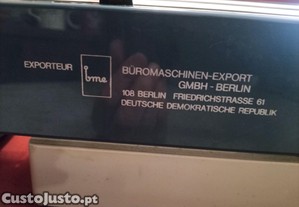 EXPORTEUR
bme
BÜROMASCHINEN-EXPORT
GMBH - BERLIN
108 BERLIN FRIEDRICHSTRASSE 61
DEUTSCHE DEMOKRATISCHE REPUBLIK
CustoJusto.pt